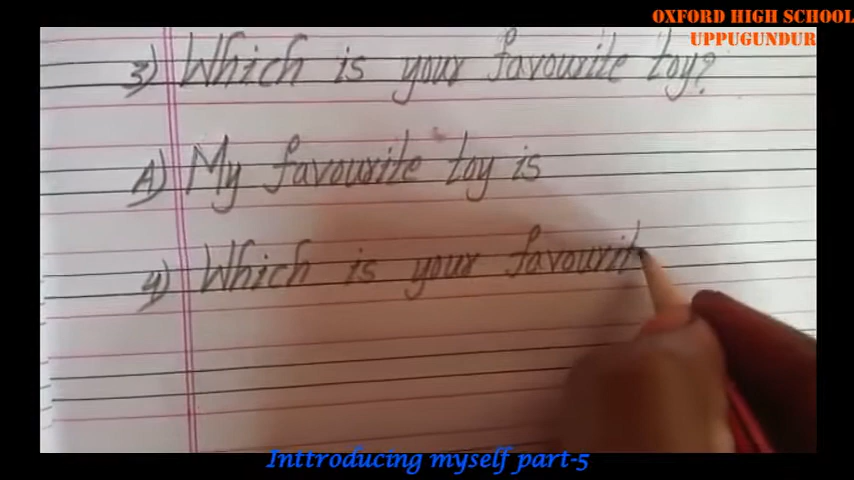 OXFORD HIGH SCHOOL
UPPUGUNDUR
3) Which is your favourite toy?
A) My favourite toy is
4) Which is your favourit
Inttroducing myself part-5